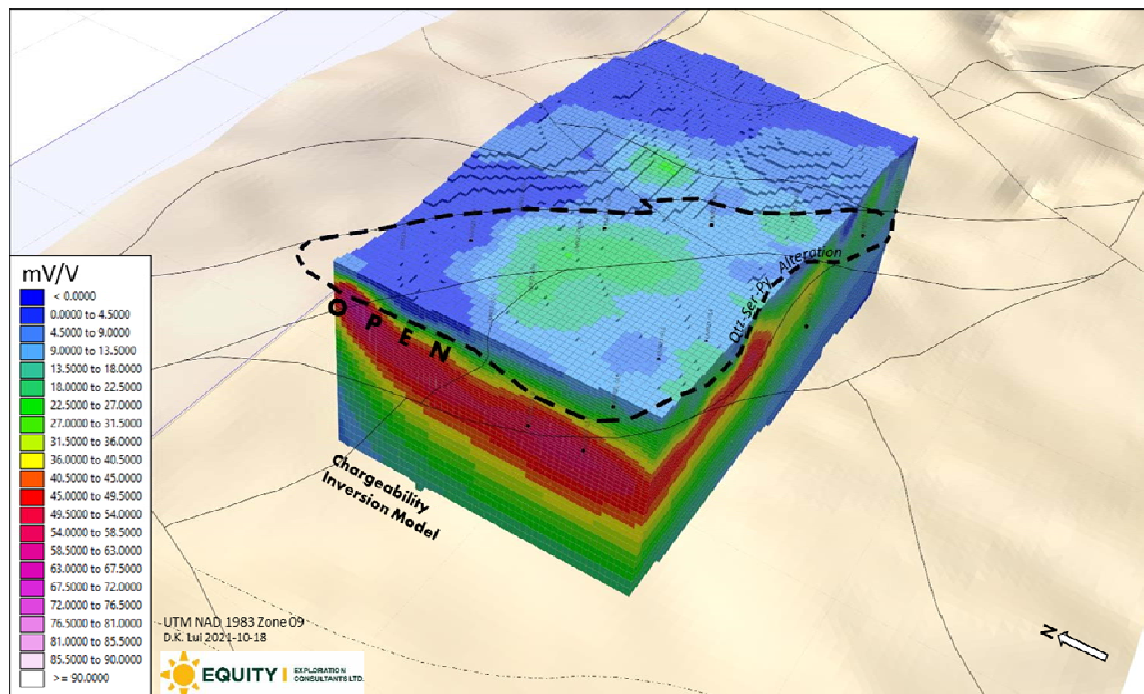 mV/V
< 0.0000
0.0000 to 4.5000
4.5000 to 9.0000
9.0000 to 13.5000
13.5000 to 18.0000
18.0000 to 22.5000
22.5000 to 27.0000
27.0000 to 31.5000
31.5000 to 36.0000
36.0000 to 40.5000
40.5000 to 45.0000
45.0000 to 49.5000
49.5000 to 54.0000
54.0000 to 58.5000
58.5000 to 63.0000
63.0000 to 67.5000
67.5000 to 72.0000
72.0000 to 76.5000
76.5000 to 81.0000
81.0000 to 85.5000
85.5000 to 90.0000
>= 90.0000
OPEN
Qtz-Ser-Py Alteration
Chargeability
Inversion Model
UTM NAD 1983 Zone 09
D.K. Lui 2021-10-18
EQUITY
EXPLORATION
CONSULTANTS LTD.
N